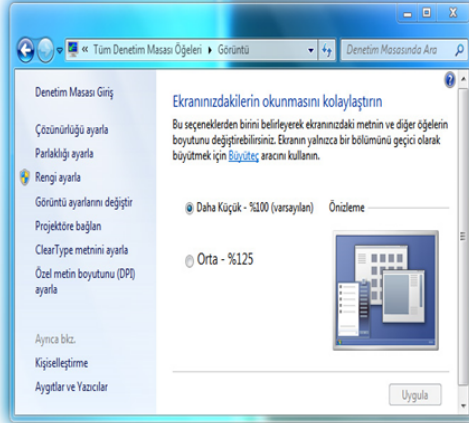 « Tüm Denetim Masası Öğeleri ▸ Görüntü
Denetim Masasında Ara
Denetim Masası Giriş
Çözünürlüğü ayarla
Parlaklığı ayarla
Rengi ayarla
Görüntü ayarlarını değiştir
Projektöre bağlan
ClearType metnini ayarla
Özel metin boyutunu (DPI)
ayarla
Ayrıca bkz.
Kişiselleştirme
Aygıtlar ve Yazıcılar
Ekranınızdakilerin okunmasını kolaylaştırın
Bu seçeneklerden birini belirleyerek ekranınızdaki metnin ve diğer öğelerin
boyutunu değiştirebilirsiniz. Ekranın yalnızca bir bölümünü geçici olarak
büyütmek için Büyüteç aracını kullanın.
Daha Küçük - %100 (varsayılan)
Önizleme
Orta - %125
Uygula